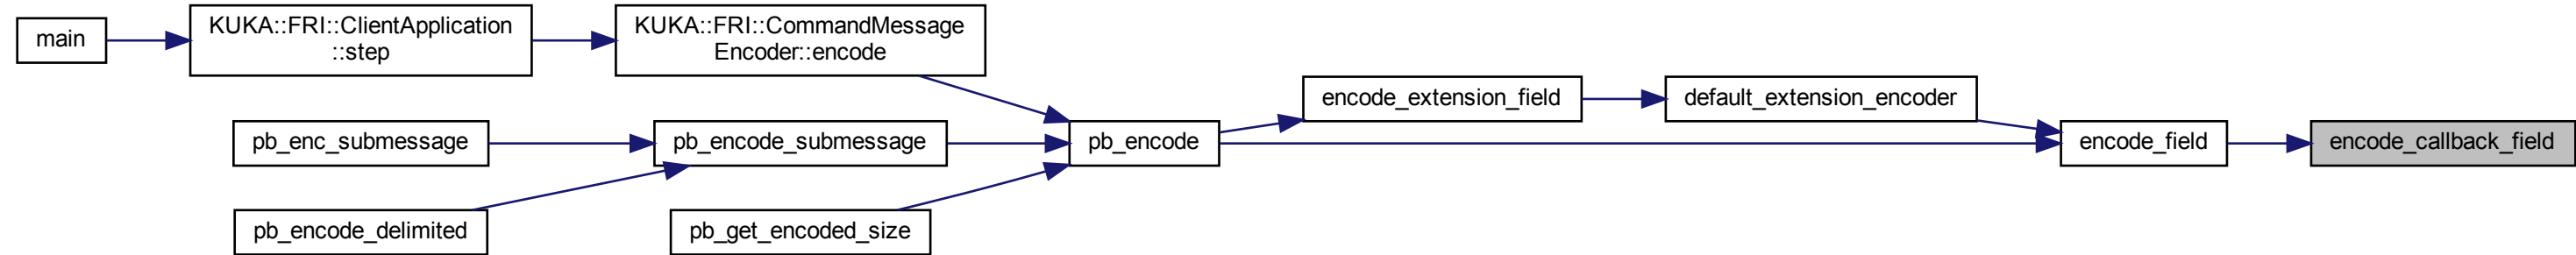 main
KUKA::FRI::ClientApplication
::step
KUKA::FRI::CommandMessage
Encoder::encode
pb_enc_submessage
pb_encode_submessage
pb_encode_delimited
pb_get_encoded_size
pb_encode
encode_extension_field
default_extension_encoder
encode_field
encode_callback_field